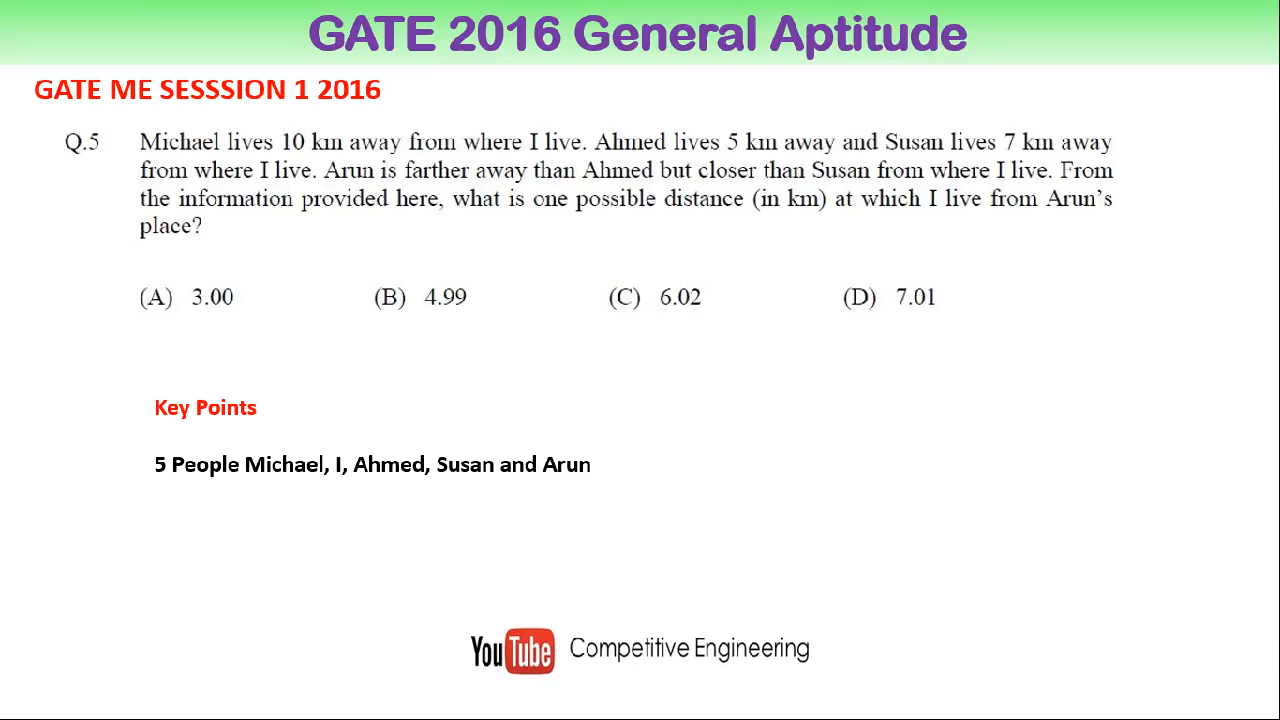 GATE 2016 General Aptitude
GATE ME SESSSION 1 2016
Q.5 Michael lives 10 km away from where I live. Ahmed lives 5 km away and Susan lives 7 km away
from where I live. Arun is farther away than Ahmed but closer than Susan from where I live. From
the information provided here, what is one possible distance (in km) at which I live from Arun's
place?
(A) 3.00 (B) 4.99 (C) 6.02 (D) 7.01
Key Points
5 People Michael, I, Ahmed, Susan and Arun
YouTube Competitive Engineering